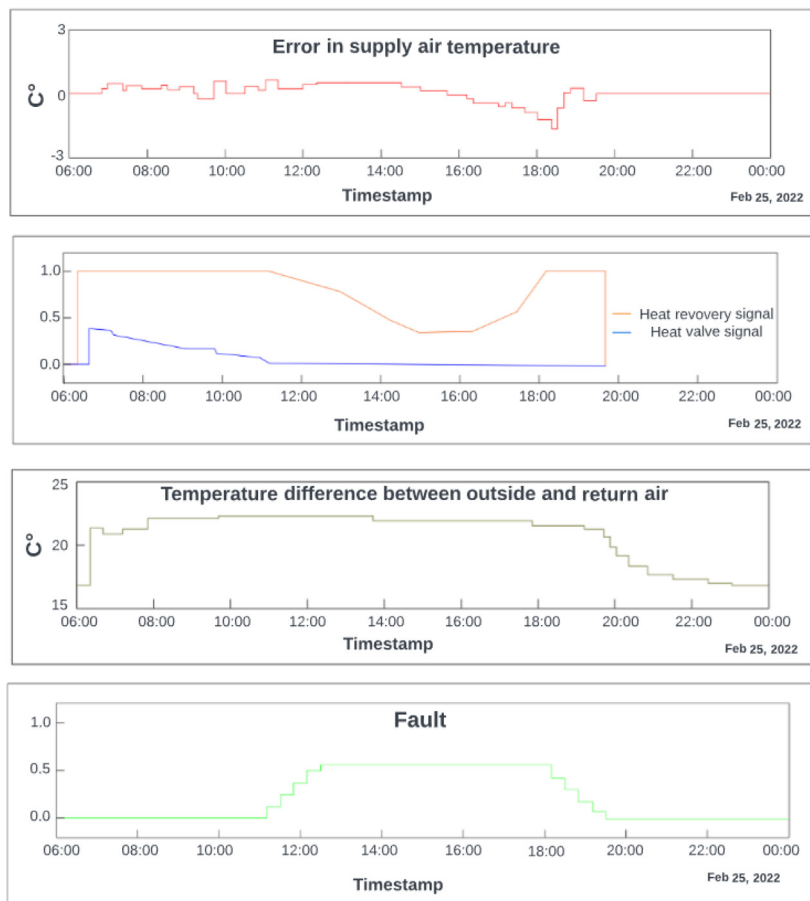 Error in supply air temperature
3
0
-3
C°
06:00 08:00 10:00 12:00 14:00 16:00 18:00 20:00 22:00 00:00
Timestamp
Feb 25, 2022
1.0
0.5
0.0
Heat revovery signal
Heat valve signal
06:00 08:00 10:00 12:00 14:00 16:00 18:00 20:00 22:00 00:00
Timestamp
Feb 25, 2022
Temperature difference between outside and return air
25
20
15
C°
06:00 08:00 10:00 12:00 14:00 16:00 18:00 20:00 22:00 00:00
Timestamp
Feb 25, 2022
Fault
1.0
0.5
0.0
06:00 08:00 10:00 12:00 14:00 16:00 18:00 20:00 22:00 00:00
Timestamp
Feb 25, 2022